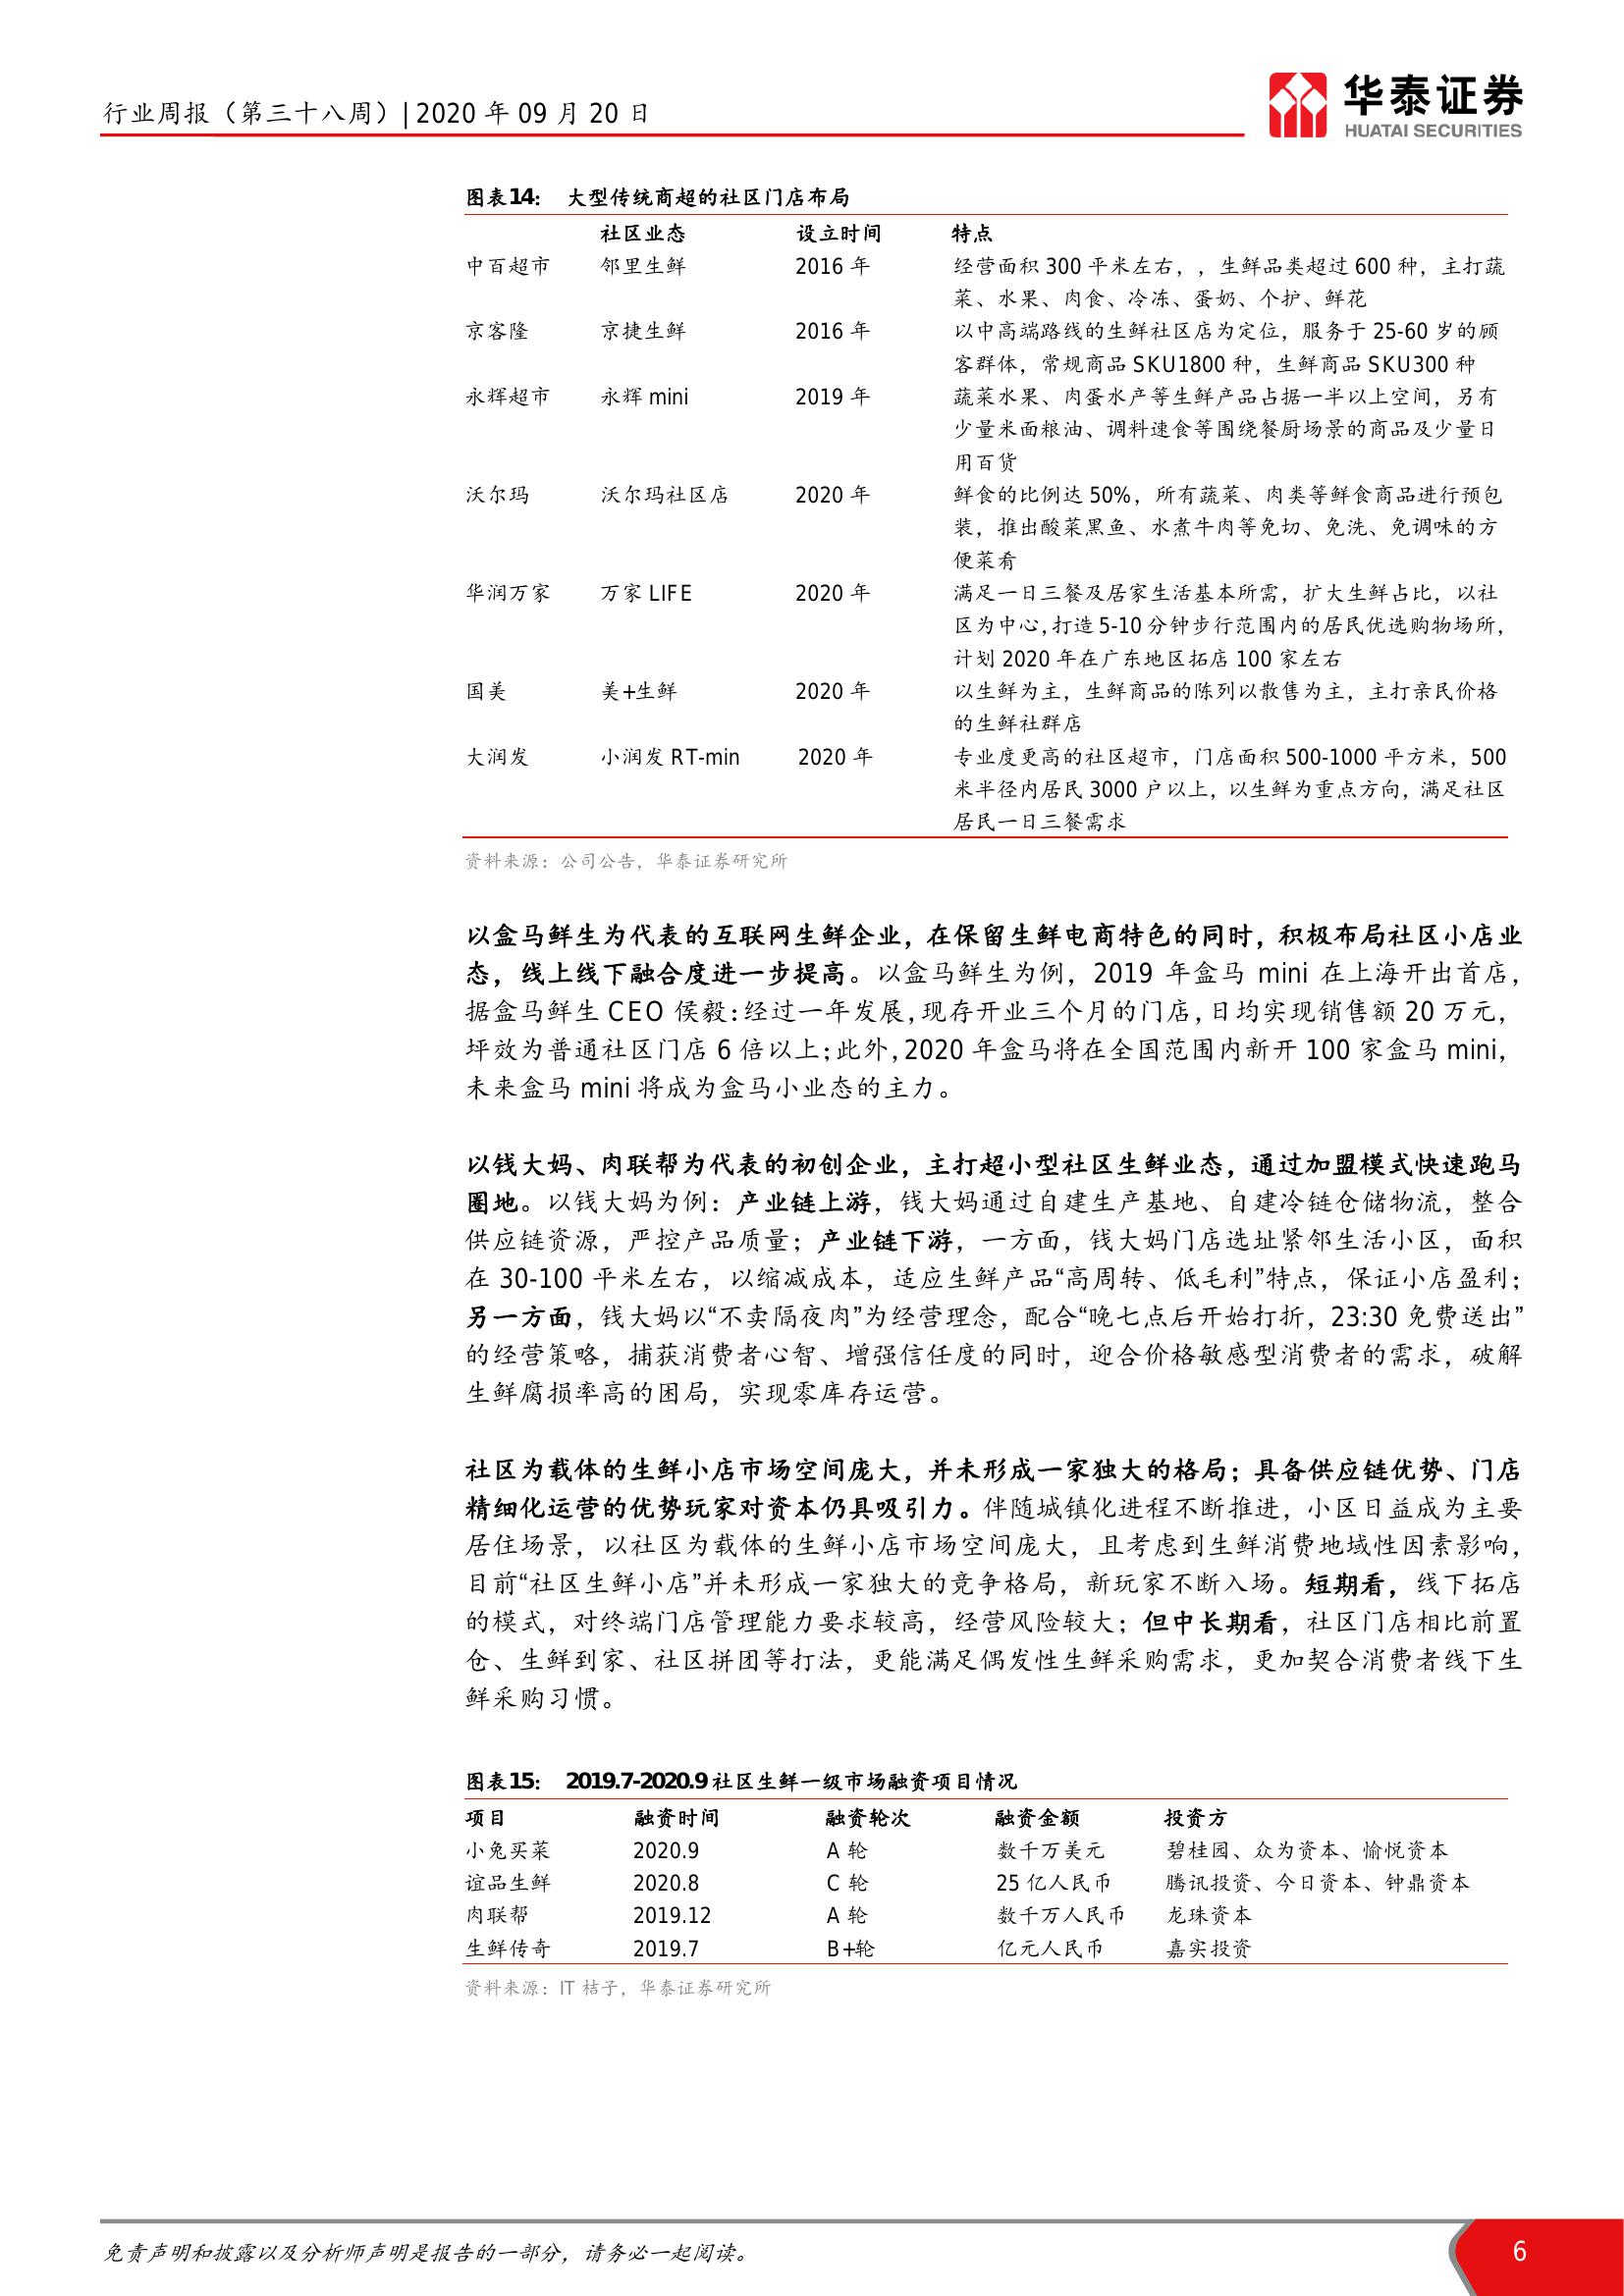 行业周报（第三十八周）| 2020 年 09 月 20 日
华泰证券
HUATAI SECURITIES
图表14： 大型传统商超的社区门店布局
社区业态 设立时间 特点
中百超市 邻里生鲜 2016 年 经营面积 300 平米左右，，生鲜品类超过 600 种，主打蔬
菜、水果、肉食、冷冻、蛋奶、个护、鲜花
京客隆 京捷生鲜 2016 年 以中高端路线的生鲜社区店为定位，服务于 25-60 岁的顾
客群体，常规商品 SKU1800 种，生鲜商品 SKU300 种
永辉超市 永辉 mini 2019 年 蔬菜水果、肉蛋水产等生鲜产品占据一半以上空间，另有
少量米面粮油、调料速食等围绕餐厨场景的商品及少量日
用百货
沃尔玛 沃尔玛社区店 2020 年 鲜食的比例达 50%，所有蔬菜、肉类等鲜食商品进行预包
装，推出酸菜黑鱼、水煮牛肉等免切、免洗、免调味的方
便菜肴
华润万家 万家 LIFE 2020 年 满足一日三餐及居家生活基本所需，扩大生鲜占比，以社
区为中心，打造 5-10 分钟步行范围内的居民优选购物场所，
计划 2020 年在广东地区拓店 100 家左右
国美 美+生鲜 2020 年 以生鲜为主，生鲜商品的陈列以散售为主，主打亲民价格
的生鲜社群店
大润发 小润发 RT-min 2020 年 专业度更高的社区超市，门店面积 500-1000 平方米，500
米半径内居民 3000 户以上，以生鲜为重点方向，满足社区
居民一日三餐需求
资料来源：公司公告，华泰证券研究所
以盒马鲜生为代表的互联网生鲜企业，在保留生鲜电商特色的同时，积极布局社区小店业
态，线上线下融合度进一步提高。以盒马鲜生为例，2019 年盒马 mini 在上海开出首店，
据盒马鲜生 CEO 侯毅：经过一年发展，现存开业三个月的门店，日均实现销售额 20 万元，
坪效为普通社区门店 6 倍以上；此外，2020 年盒马将在全国范围内新开 100 家盒马 mini，
未来盒马 mini 将成为盒马小业态的主力。
以钱大妈、肉联帮为代表的初创企业，主打超小型社区生鲜业态，通过加盟模式快速跑马
圈地。以钱大妈为例：产业链上游，钱大妈通过自建生产基地、自建冷链仓储物流，整合
供应链资源，严控产品质量；产业链下游，一方面，钱大妈门店选址紧邻生活小区，面积
在 30-100 平米左右，以缩减成本，适应生鲜产品“高周转、低毛利”特点，保证小店盈利；
另一方面，钱大妈以“不卖隔夜肉”为经营理念，配合“晚七点后开始打折，23:30 免费送出”
的经营策略，捕获消费者心智、增强信任度的同时，迎合价格敏感型消费者的需求，破解
生鲜腐损率高的困局，实现零库存运营。
社区为载体的生鲜小店市场空间庞大，并未形成一家独大的格局；具备供应链优势、门店
精细化运营的优势玩家对资本仍具吸引力。伴随城镇化进程不断推进，小区日益成为主要
居住场景，以社区为载体的生鲜小店市场空间庞大，且考虑到生鲜消费地域性因素影响，
目前“社区生鲜小店”并未形成一家独大的竞争格局，新玩家不断入场。短期看，线下拓店
的模式，对终端门店管理能力要求较高，经营风险较大；但中长期看，社区门店相比前置
仓、生鲜到家、社区拼团等打法，更能满足偶发性生鲜采购需求，更加契合消费者线下生
鲜采购习惯。
图表15： 2019.7-2020.9 社区生鲜一级市场融资项目情况
项目 融资时间 融资轮次 融资金额 投资方
小兔买菜 2020.9 A 轮 数千万美元 碧桂园、众为资本、愉悦资本
谊品生鲜 2020.8 C 轮 25 亿人民币 腾讯投资、今日资本、钟鼎资本
肉联帮 2019.12 A 轮 数千万人民币 龙珠资本
生鲜传奇 2019.7 B+轮 亿元人民币 嘉实投资
资料来源：IT 桔子，华泰证券研究所
免责声明和披露以及分析师声明是报告的一部分，请务必一起阅读。 6